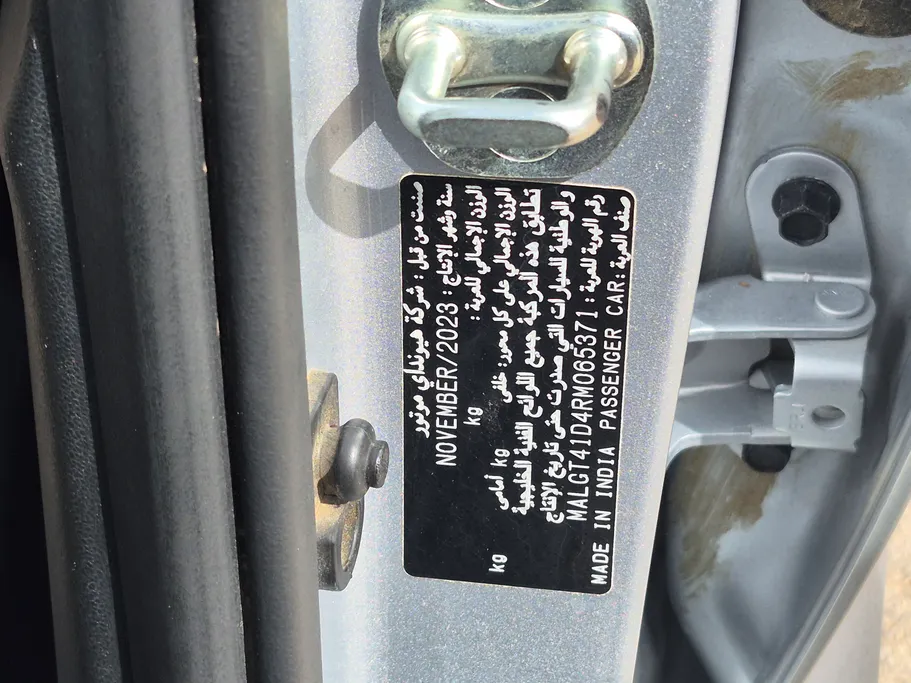 صنعت من قبل : شركة هيونداي موتور
سنة وشهر الإنتاج : NOVEMBER/2023
الوزن الإجمالي للعربة : kg
الوزن الإجمالي على كل محور: خلفي kg أمامي kg
تطابق هذه المركبة جميع اللوائح الفنية الخليجية
والوطنية للسيارات التي صدرت حتى تاريخ الإنتاج
رقم الهوية للعربة : MALGT41D4RM065371
صنف العربة: PASSENGER CAR MADE IN INDIA